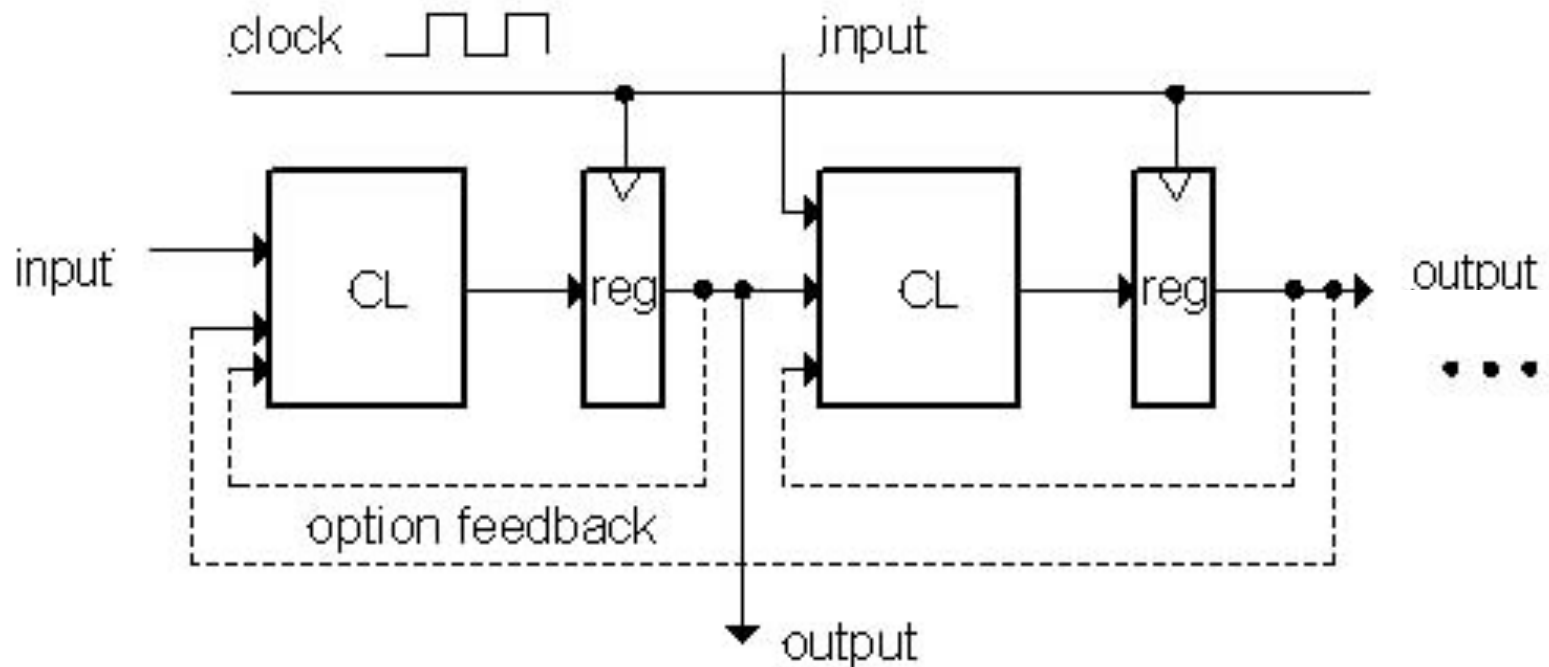 clock
input
input
CL
reg
CL
reg
output
option feedback
output